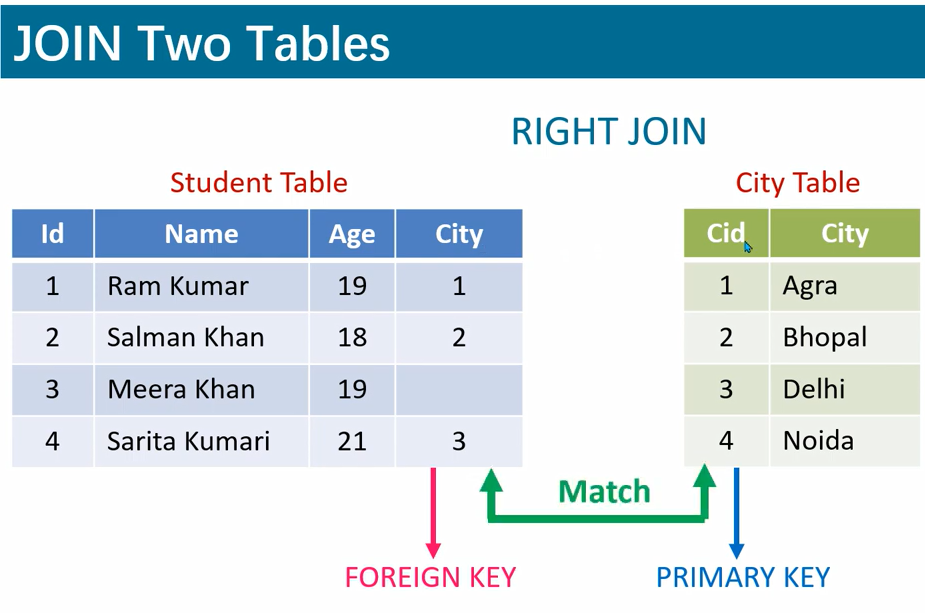 JOIN Two Tables
RIGHT JOIN
Student Table
City Table
Id Name Age City
Cid City
1 Ram Kumar 19 1
1 Agra
2 Salman Khan 18 2
2 Bhopal
3 Meera Khan 19
3 Delhi
4 Sarita Kumari 21 3
4 Noida
Match
FOREIGN KEY
PRIMARY KEY